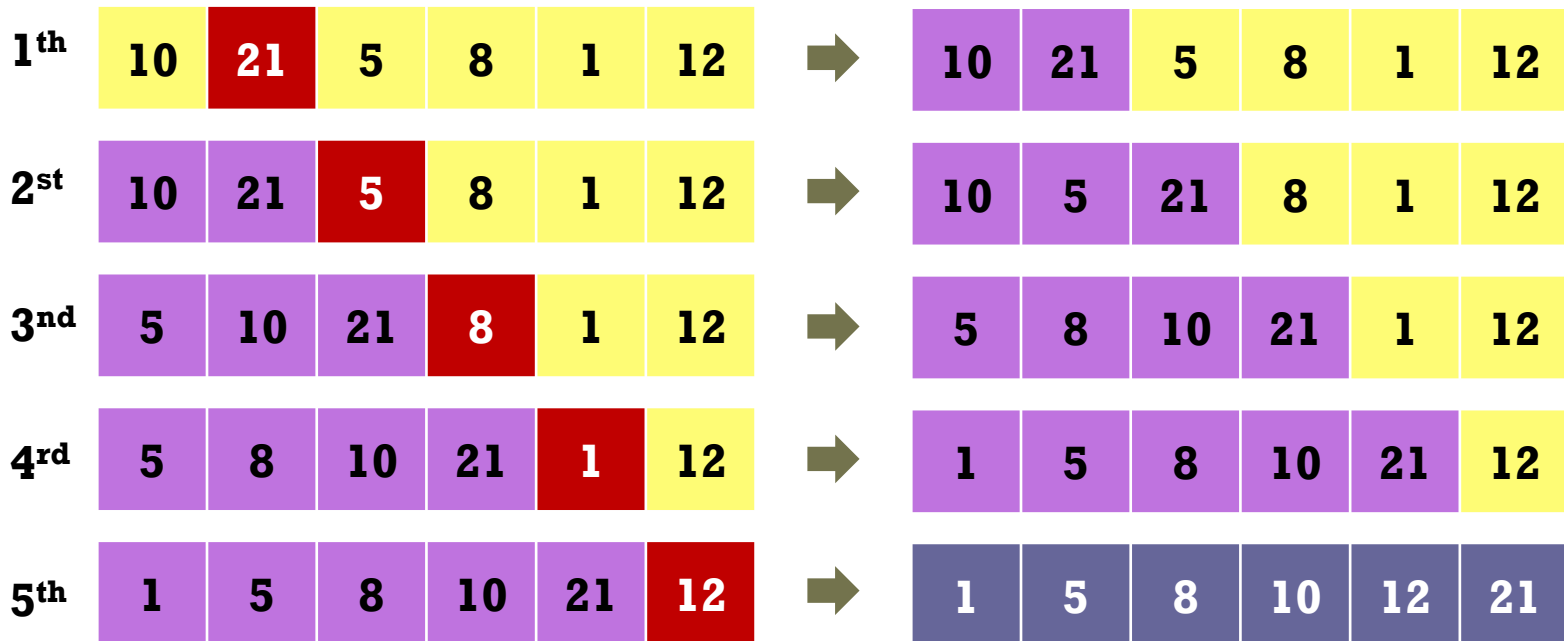 1th 10 21 5 8 1 12 10 21 5 8 1 12
2st 10 21 5 8 1 12 10 5 21 8 1 12
3nd 5 10 21 8 1 12 5 8 10 21 1 12
4rd 5 8 10 21 1 12 1 5 8 10 21 12
5th 1 5 8 10 21 12 1 5 8 10 12 21